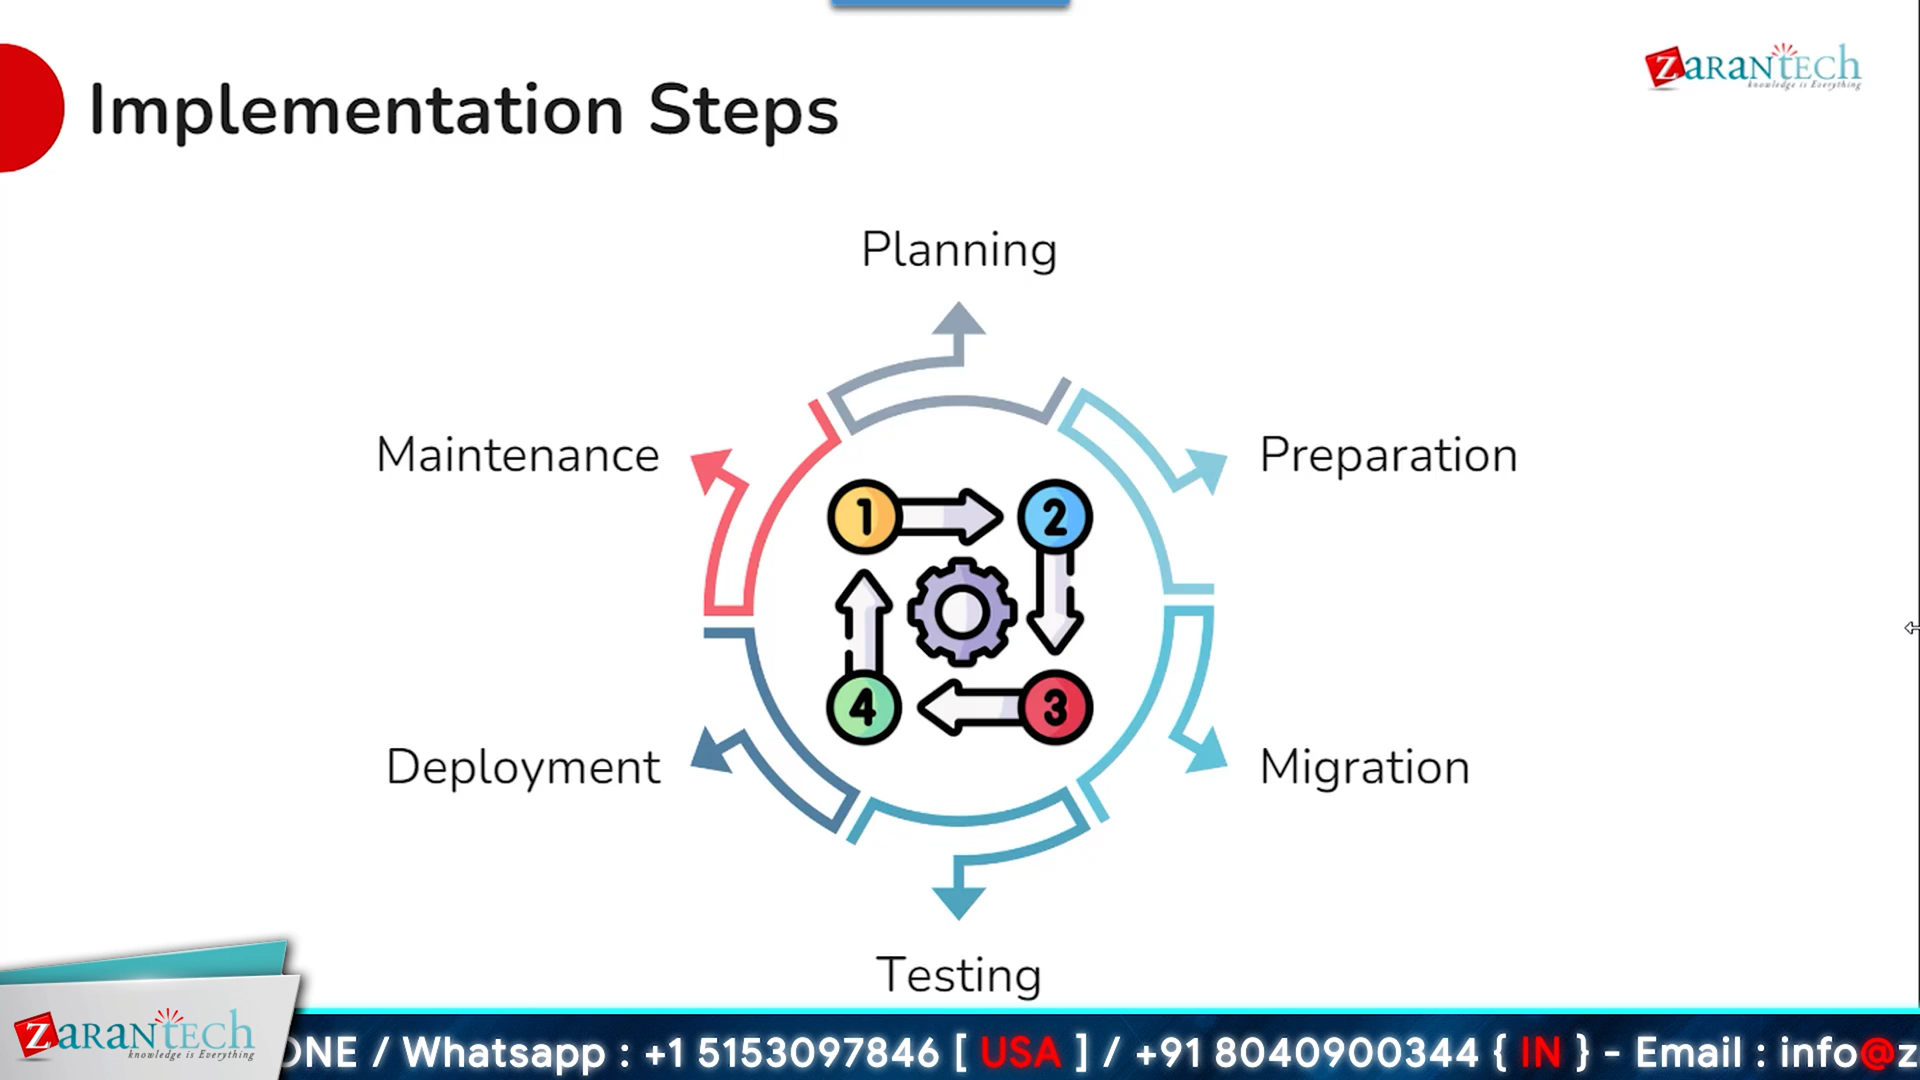 ZARANTECH
knowledge is Everything
Implementation Steps
Planning
Maintenance
Preparation
1
2
4
3
Deployment
Migration
Testing
ZARANTECH
knowledge is Everything
ONE / Whatsapp : +1 5153097846 [ USA ] / +91 8040900344 { IN } - Email : info@z